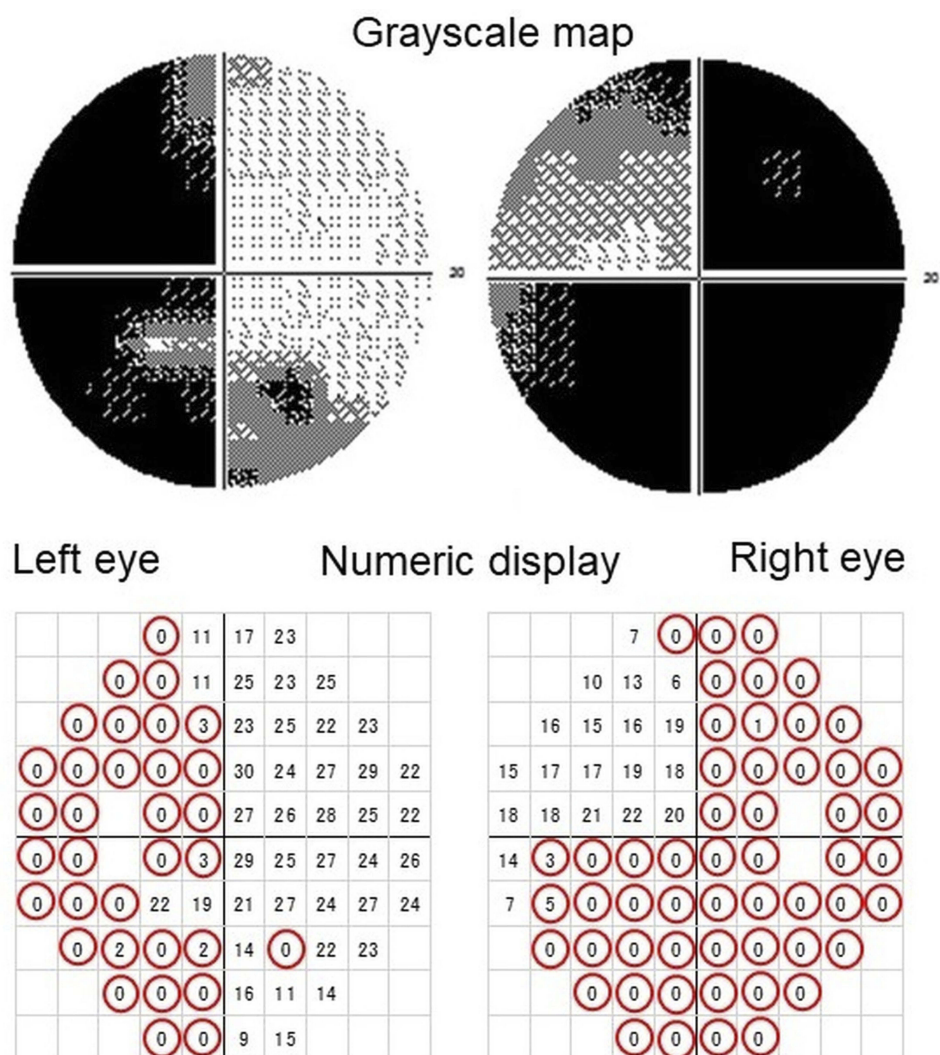 Grayscale map
20 20
Left eye Numeric display Right eye
0 11 17 23 7 0 0 0
0 0 11 25 23 25 10 13 6 0 0 0
0 0 0 3 23 25 22 23 16 15 16 19 0 1 0 0
0 0 0 0 0 30 24 27 29 22 15 17 17 19 18 0 0 0 0 0
0 0 0 0 27 26 28 25 22 18 18 21 22 20 0 0 0 0
0 0 0 3 29 25 27 24 26 14 3 0 0 0 0 0 0 0
0 0 0 22 19 21 27 24 27 24 7 5 0 0 0 0 0 0 0 0
0 2 0 2 14 0 22 23 0 0 0 0 0 0 0 0
0 0 0 16 11 14 0 0 0 0 0 0
0 0 9 15 0 0 0 0